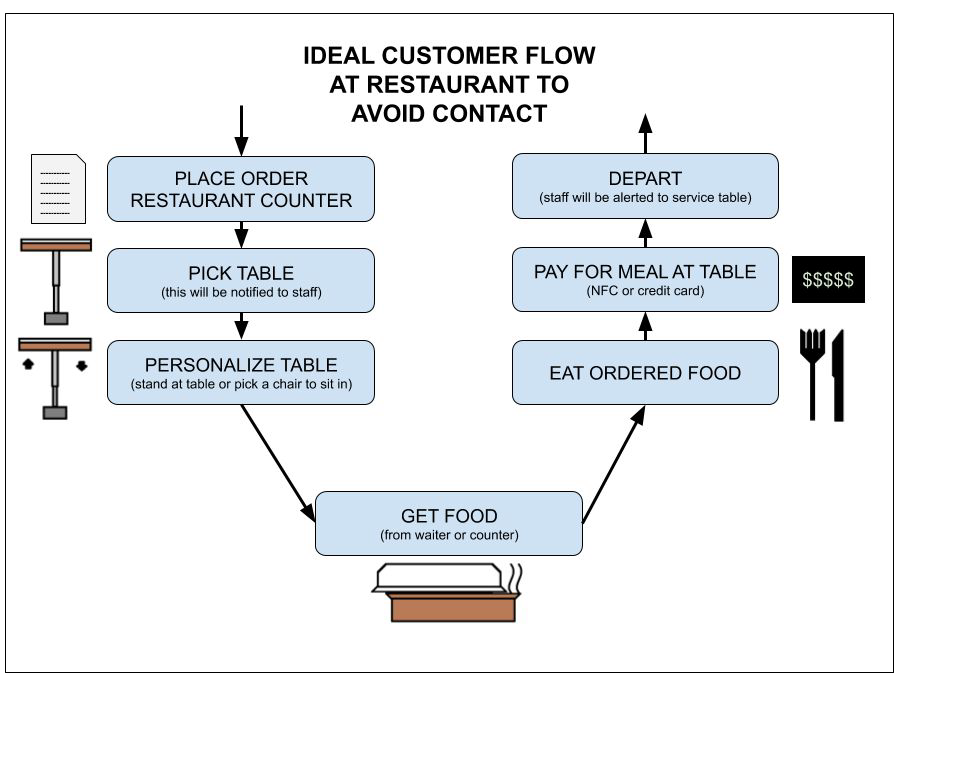 IDEAL CUSTOMER FLOW
AT RESTAURANT TO
AVOID CONTACT
PLACE ORDER
RESTAURANT COUNTER
PICK TABLE
(this will be notified to staff)
PERSONALIZE TABLE
(stand at table or pick a chair to sit in)
GET FOOD
(from waiter or counter)
EAT ORDERED FOOD
PAY FOR MEAL AT TABLE
(NFC or credit card)
$$$$$
DEPART
(staff will be alerted to service table)